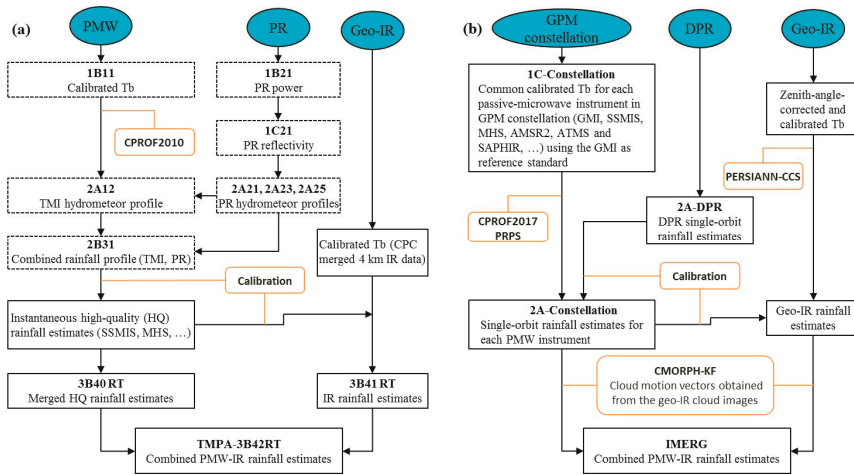 (a)
PMW
PR
Geo-IR
1B11
Calibrated Tb
1B21
PR power
CPROF2010
1C21
PR reflectivity
2A12
TMI hydrometeor profile
2A21, 2A23, 2A25
PR hydrometeor profiles
2B31
Combined rainfall profile (TMI, PR)
Calibrated Tb (CPC
merged 4 km IR data)
Calibration
Instantaneous high-quality (HQ)
rainfall estimates (SSMIS, MHS, …)
3B40RT
Merged HQ rainfall estimates
3B41RT
IR rainfall estimates
TMPA-3B42RT
Combined PMW-IR rainfall estimates
(b)
GPM
constellation
DPR
Geo-IR
1C-Constellation
Common calibrated Tb for each
passive-microwave instrument in
GPM constellation (GMI, SSMIS,
MHS, AMSR2, ATMS and
SAPHIR, …) using the GMI as
reference standard
Zenith-angle-
corrected and
calibrated Tb
PERSIANN-CCS
CPROF2017
PRPS
2A-DPR
DPR single-orbit
rainfall estimates
Calibration
2A-Constellation
Single-orbit rainfall estimates for
each PMW instrument
Geo-IR rainfall
estimates
CMORPH-KF
Cloud motion vectors obtained
from the geo-IR cloud images
IMERG
Combined PMW-IR rainfall estimates